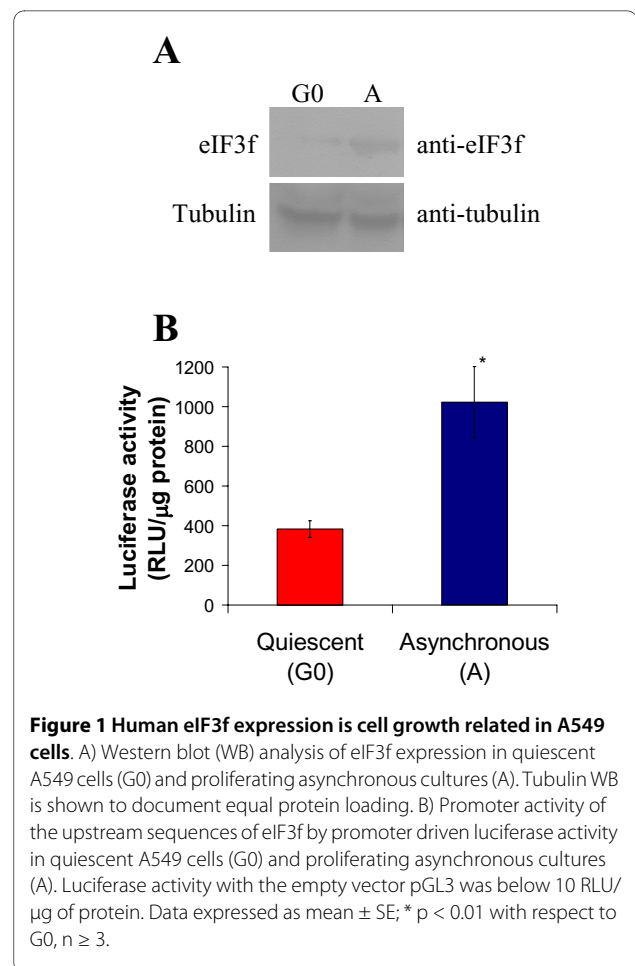 A
G0 A
eIF3f anti-eIF3f
Tubulin anti-tubulin
B
Luciferase activity
(RLU/μg protein)
1200
1000
800
600
400
200
0
*
Quiescent
(G0)
Asynchronous
(A)
Figure 1 Human eIF3f expression is cell growth related in A549
cells. A) Western blot (WB) analysis of eIF3f expression in quiescent
A549 cells (G0) and proliferating asynchronous cultures (A). Tubulin WB
is shown to document equal protein loading. B) Promoter activity of
the upstream sequences of eIF3f by promoter driven luciferase activity
in quiescent A549 cells (G0) and proliferating asynchronous cultures
(A). Luciferase activity with the empty vector pGL3 was below 10 RLU/
μg of protein. Data expressed as mean ± SE; * p < 0.01 with respect to
G0, n ≥ 3.